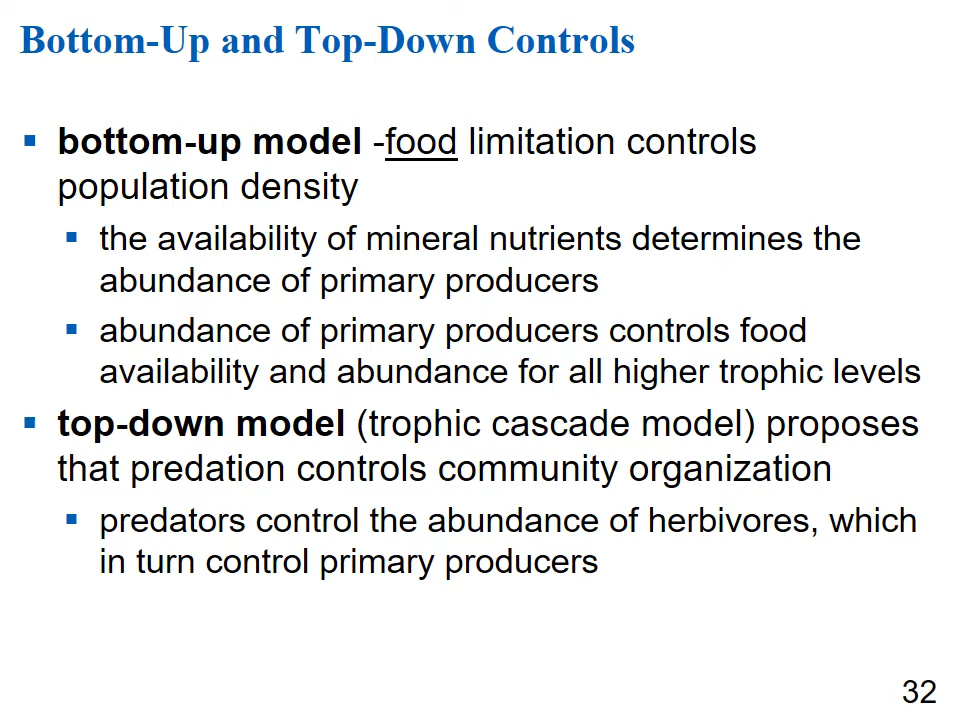 Bottom-Up and Top-Down Controls
▪ bottom-up model -food limitation controls
population density
▪ the availability of mineral nutrients determines the
abundance of primary producers
▪ abundance of primary producers controls food
availability and abundance for all higher trophic levels
▪ top-down model (trophic cascade model) proposes
that predation controls community organization
▪ predators control the abundance of herbivores, which
in turn control primary producers
32